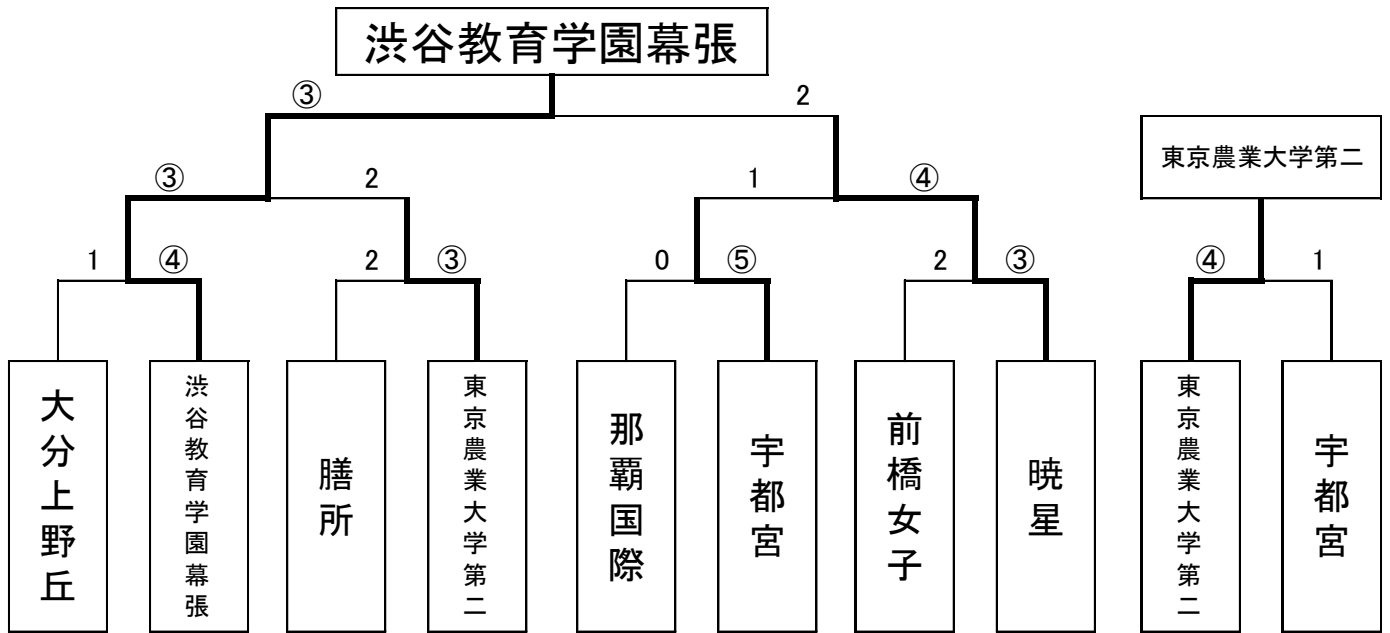 渋谷教育学園幕張
③ 2
東京農業大学第二
③ 2 1 ④
1 ④ 2 ③ 0 ⑤ 2 ③ ④ 1
大分上野丘
渋谷教育学園幕張
膳所
東京農業大学第二
那覇国際
宇都宮
前橋女子
暁星
東京農業大学第二
宇都宮